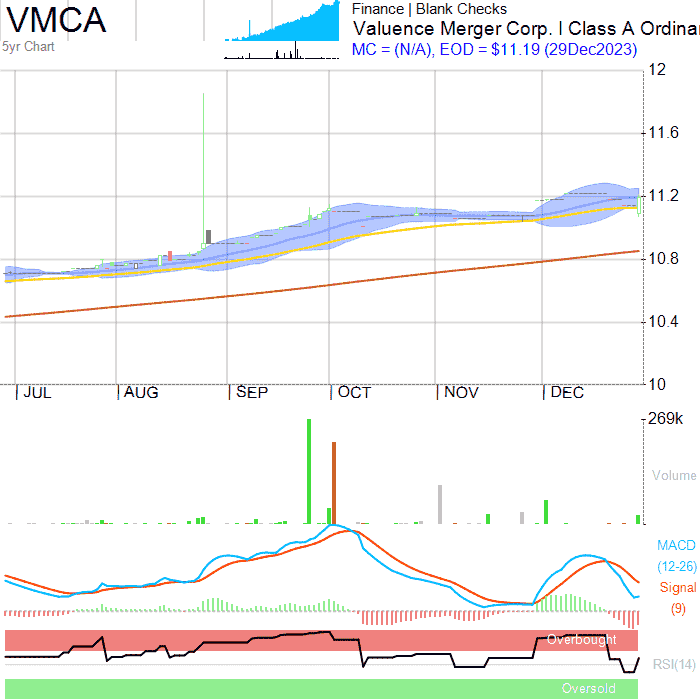 VMCA
5yr Chart
Finance | Blank Checks
Valuence Merger Corp. I Class A Ordina
MC = (N/A), EOD = $11.19 (29Dec2023)
12
11.6
11.2
10.8
10.4
10
JUL AUG SEP OCT NOV DEC
269k
Volume
MACD
(12-26)
Signal
(9)
Overbought
RSI(14)
Oversold